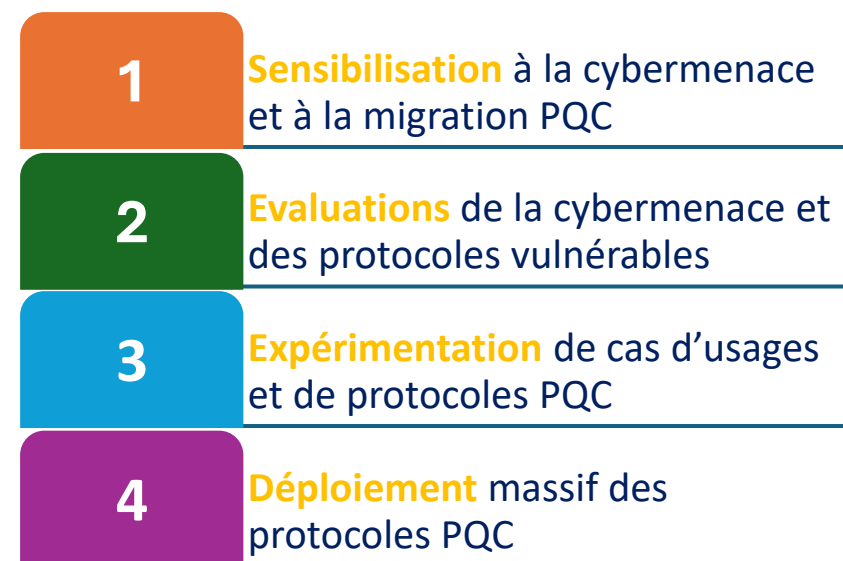 1
Sensibilisation à la cybermenace
et à la migration PQC
2
Evaluations de la cybermenace et
des protocoles vulnérables
3
Expérimentation de cas d’usages
et de protocoles PQC
4
Déploiement massif des
protocoles PQC